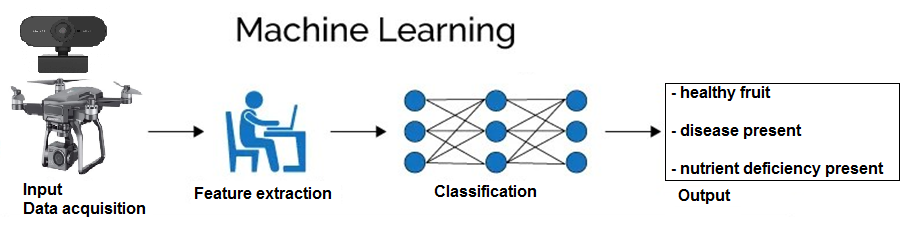 Machine Learning
Input
Data acquisition
Feature extraction
Classification
- healthy fruit
- disease present
- nutrient deficiency present
Output